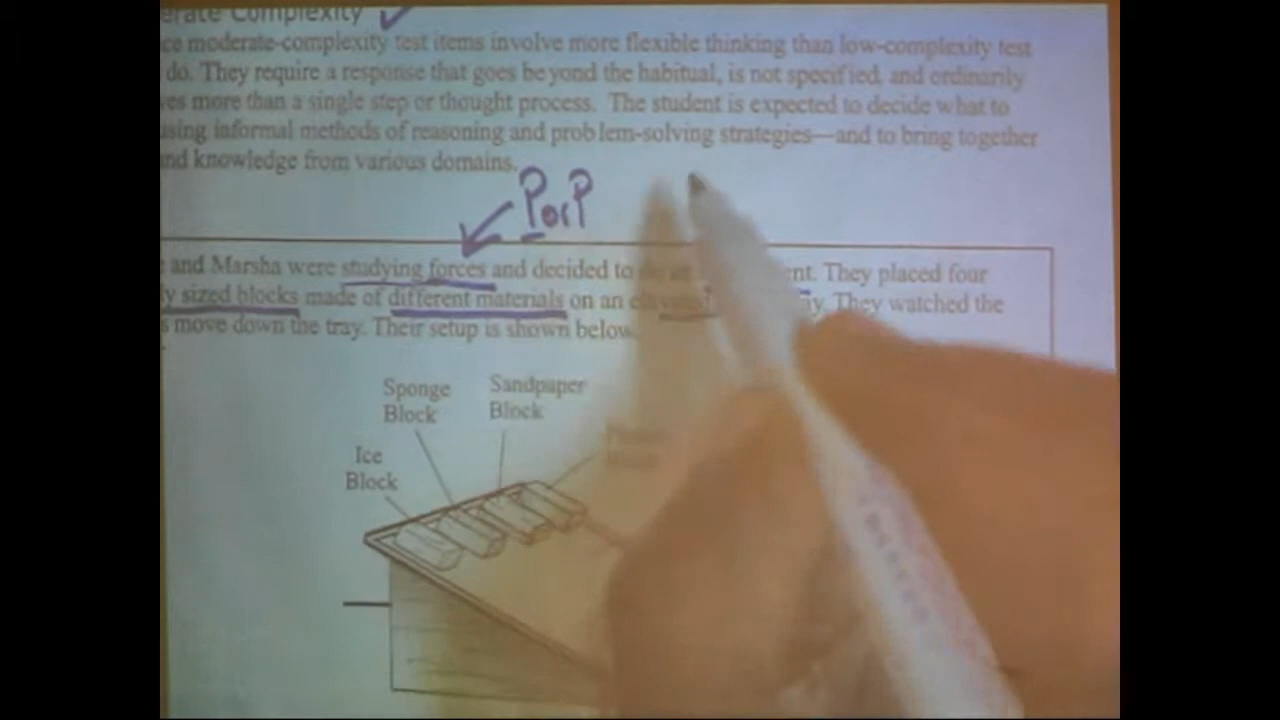 erate Complexity
ce moderate-complexity test items involve more flexible thinking than low-complexity test
do. They require a response that goes beyond the habitual, is not specified, and ordinarily
ves more than a single step or thought process. The student is expected to decide what to
using informal methods of reasoning and problem-solving strategies—and to bring together
nd knowledge from various domains.
PorP
and Marsha were studying forces and decided to nt. They placed four
y sized blocks made of different materials on an y. They watched the
s move down the tray. Their setup is shown below.
Sponge Block
Sandpaper Block
Ice Block